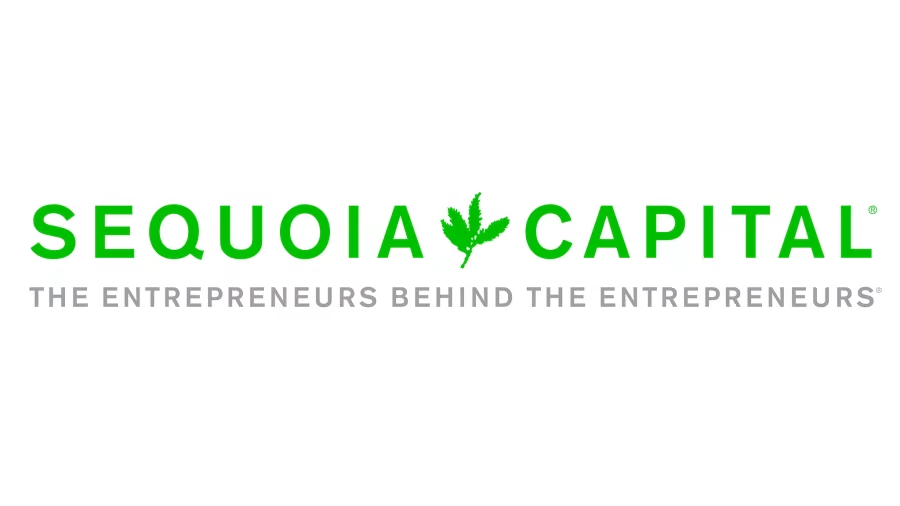 SEQUOIA CAPITAL®
THE ENTREPRENEURS BEHIND THE ENTREPRENEURS®